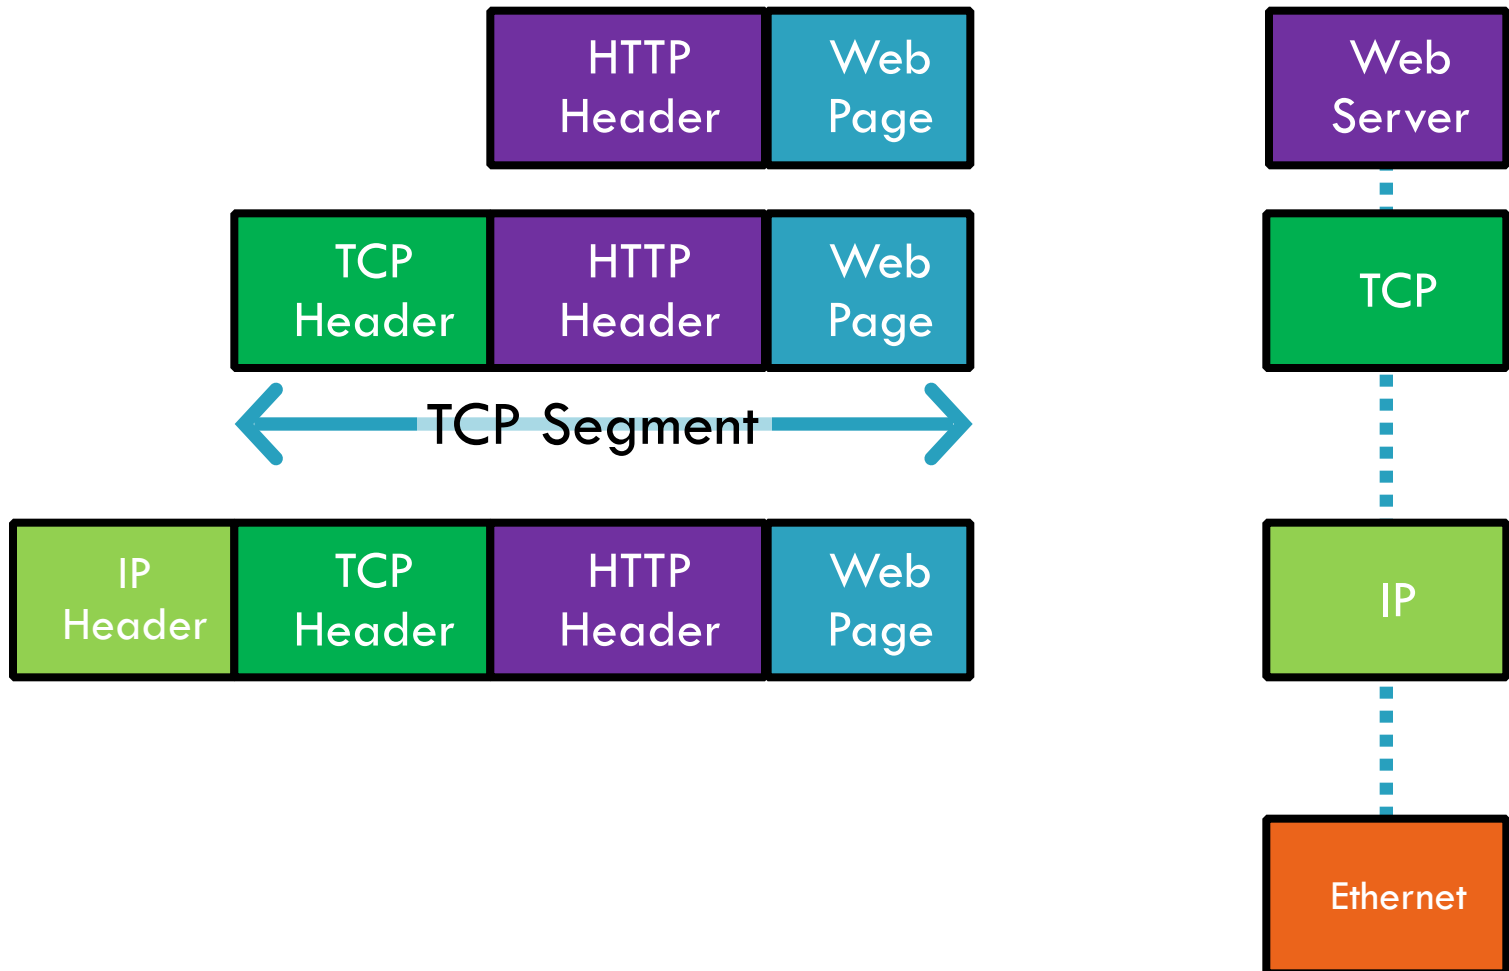 HTTP
Header
Web
Page
Web
Server
TCP
Header
HTTP
Header
Web
Page
TCP
TCP Segment
IP
Header
TCP
Header
HTTP
Header
Web
Page
IP
Ethernet